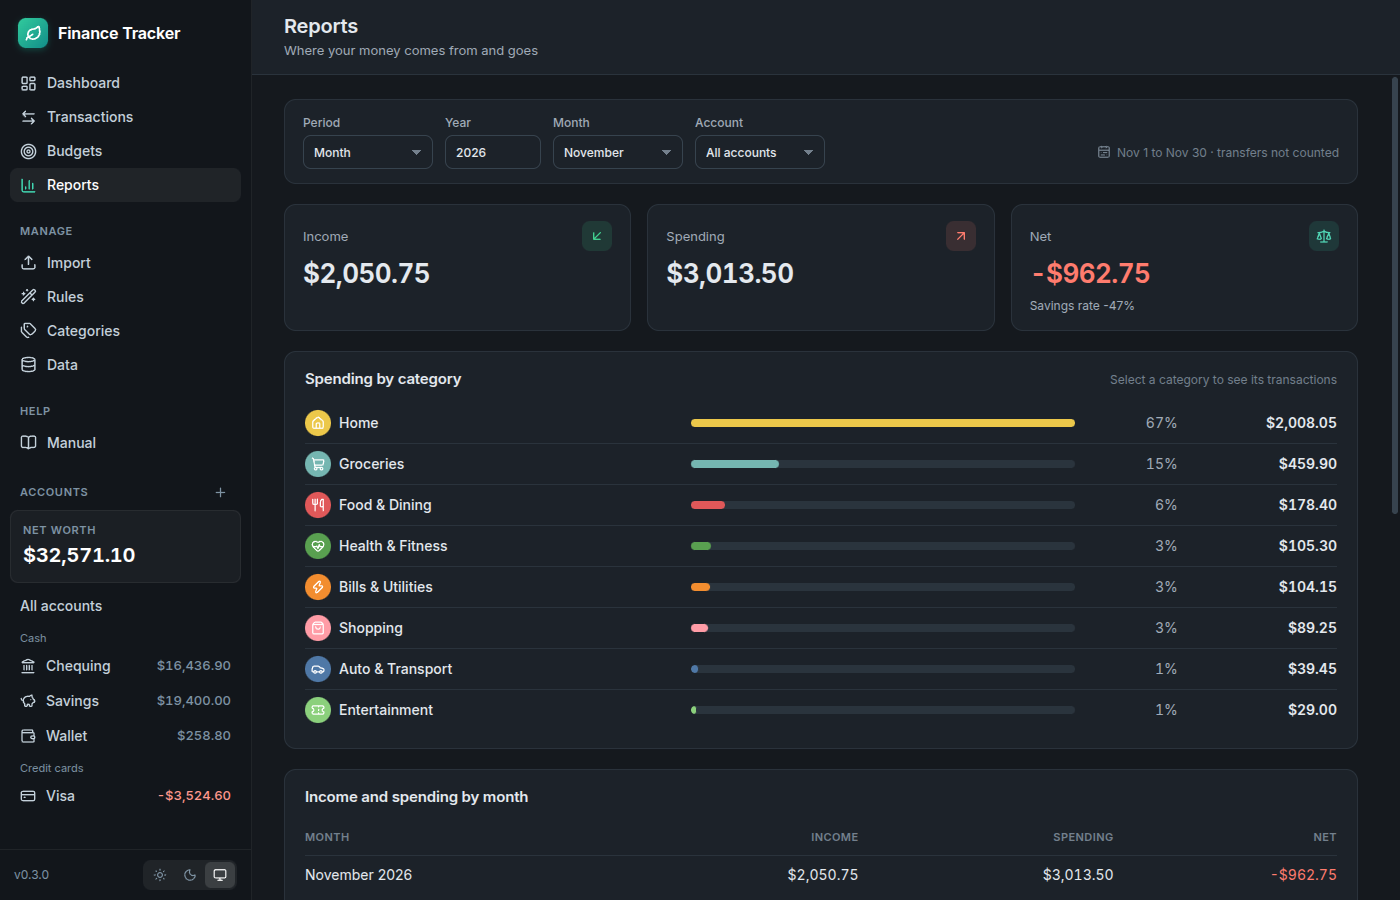 Finance Tracker
Dashboard
Transactions
Budgets
Reports
MANAGE
Import
Rules
Categories
Data
HELP
Manual
ACCOUNTS
NET WORTH
$32,571.10
All accounts
Cash
Chequing $16,436.90
Savings $19,400.00
Wallet $258.80
Credit cards
Visa -$3,524.60
v0.3.0
Reports
Where your money comes from and goes
Period Year Month Account
Month 2026 November All accounts Nov 1 to Nov 30 · transfers not counted
Income
$2,050.75
Spending
$3,013.50
Net
-$962.75
Savings rate -47%
Spending by category Select a category to see its transactions
Home 67% $2,008.05
Groceries 15% $459.90
Food & Dining 6% $178.40
Health & Fitness 3% $105.30
Bills & Utilities 3% $104.15
Shopping 3% $89.25
Auto & Transport 1% $39.45
Entertainment 1% $29.00
Income and spending by month
MONTH INCOME SPENDING NET
November 2026 $2,050.75 $3,013.50 -$962.75